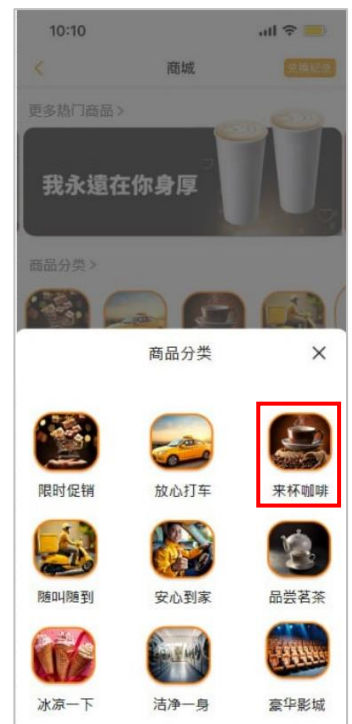 10:10
商城
兑换纪录
更多热门商品 >
我永遠在你身厚
商品分类 >
商品分类
限时促销 放心打车 来杯咖啡
随叫随到 安心到家 品尝茗茶
冰凉一下 洁净一身 豪华影城